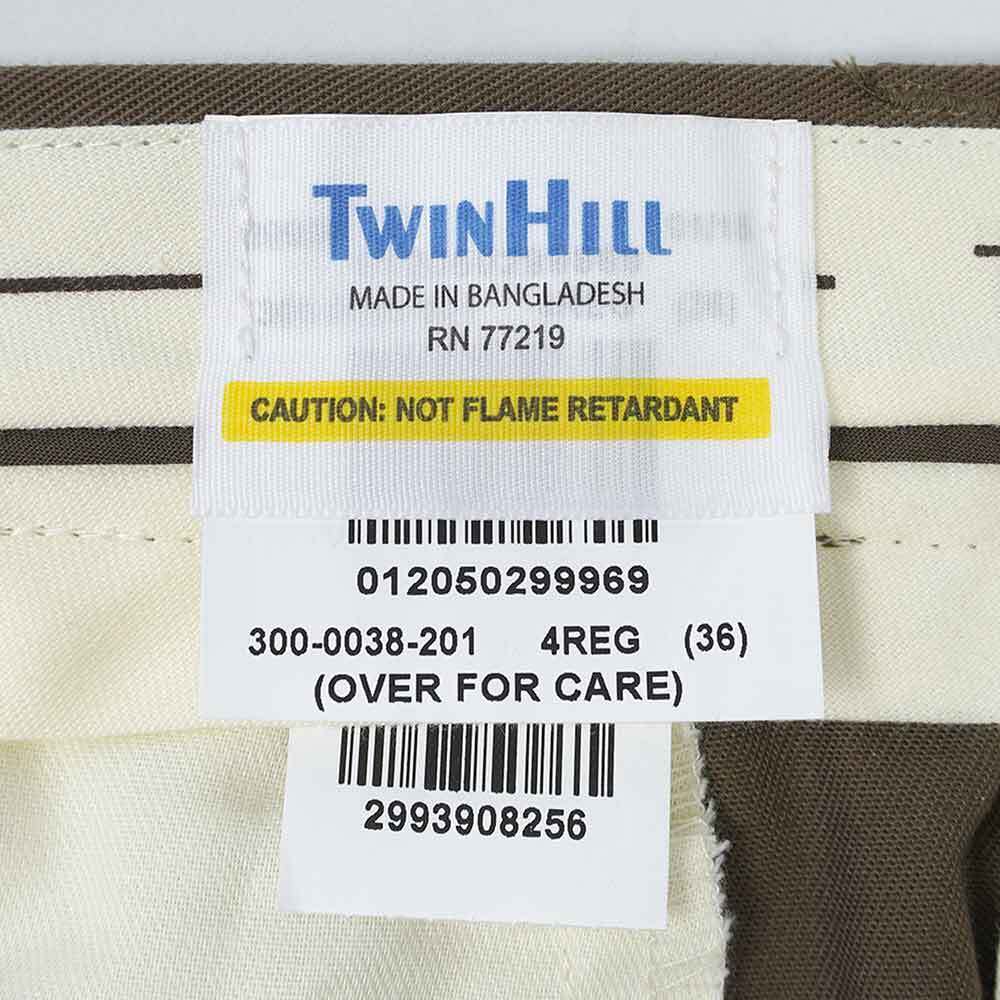 TWINHILL
MADE IN BANGLADESH
RN 77219
CAUTION: NOT FLAME RETARDANT
012050299969
300-0038-201 4REG (36)
(OVER FOR CARE)
2993908256